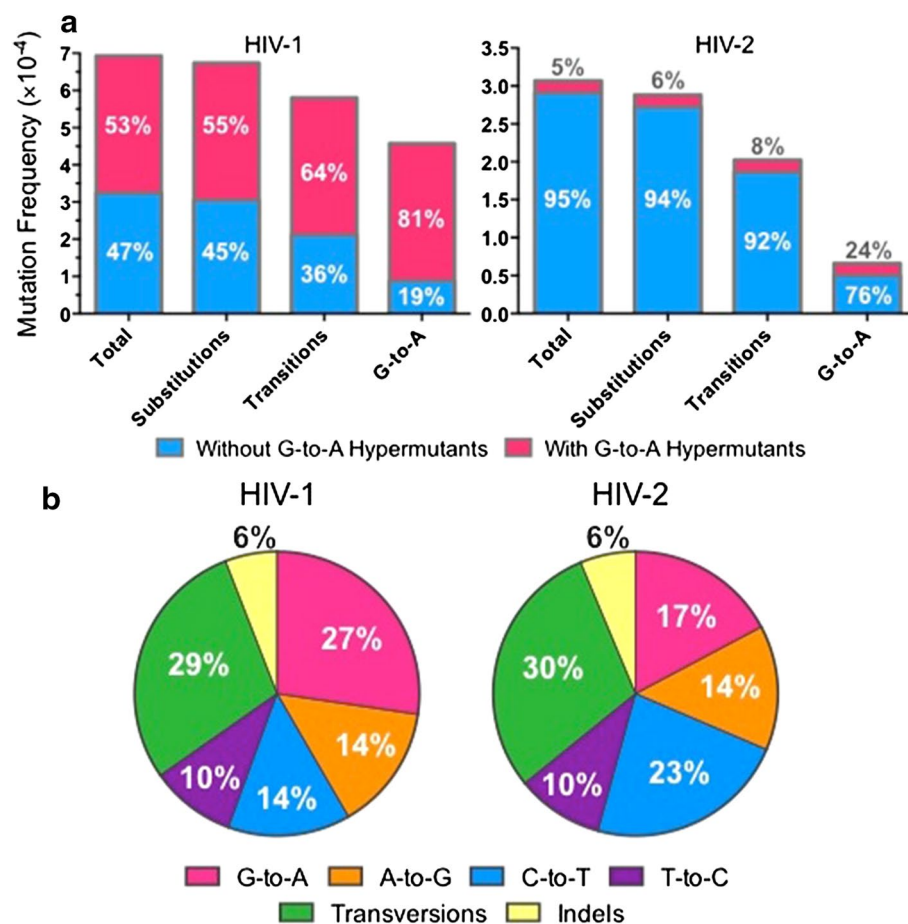 a
HIV-1
HIV-2
Mutation Frequency (×10⁻⁴)
7
6
5
4
3
2
1
0
53%
47%
55%
45%
64%
36%
81%
19%
Total
Substitutions
Transitions
G-to-A
3.5
3.0
2.5
2.0
1.5
1.0
0.5
0.0
5%
95%
6%
94%
8%
92%
24%
76%
Total
Substitutions
Transitions
G-to-A
Without G-to-A Hypermutants With G-to-A Hypermutants
b
HIV-1
HIV-2
6%
27%
29%
14%
10%
14%
6%
17%
30%
14%
10%
23%
G-to-A A-to-G C-to-T T-to-C
Transversions Indels